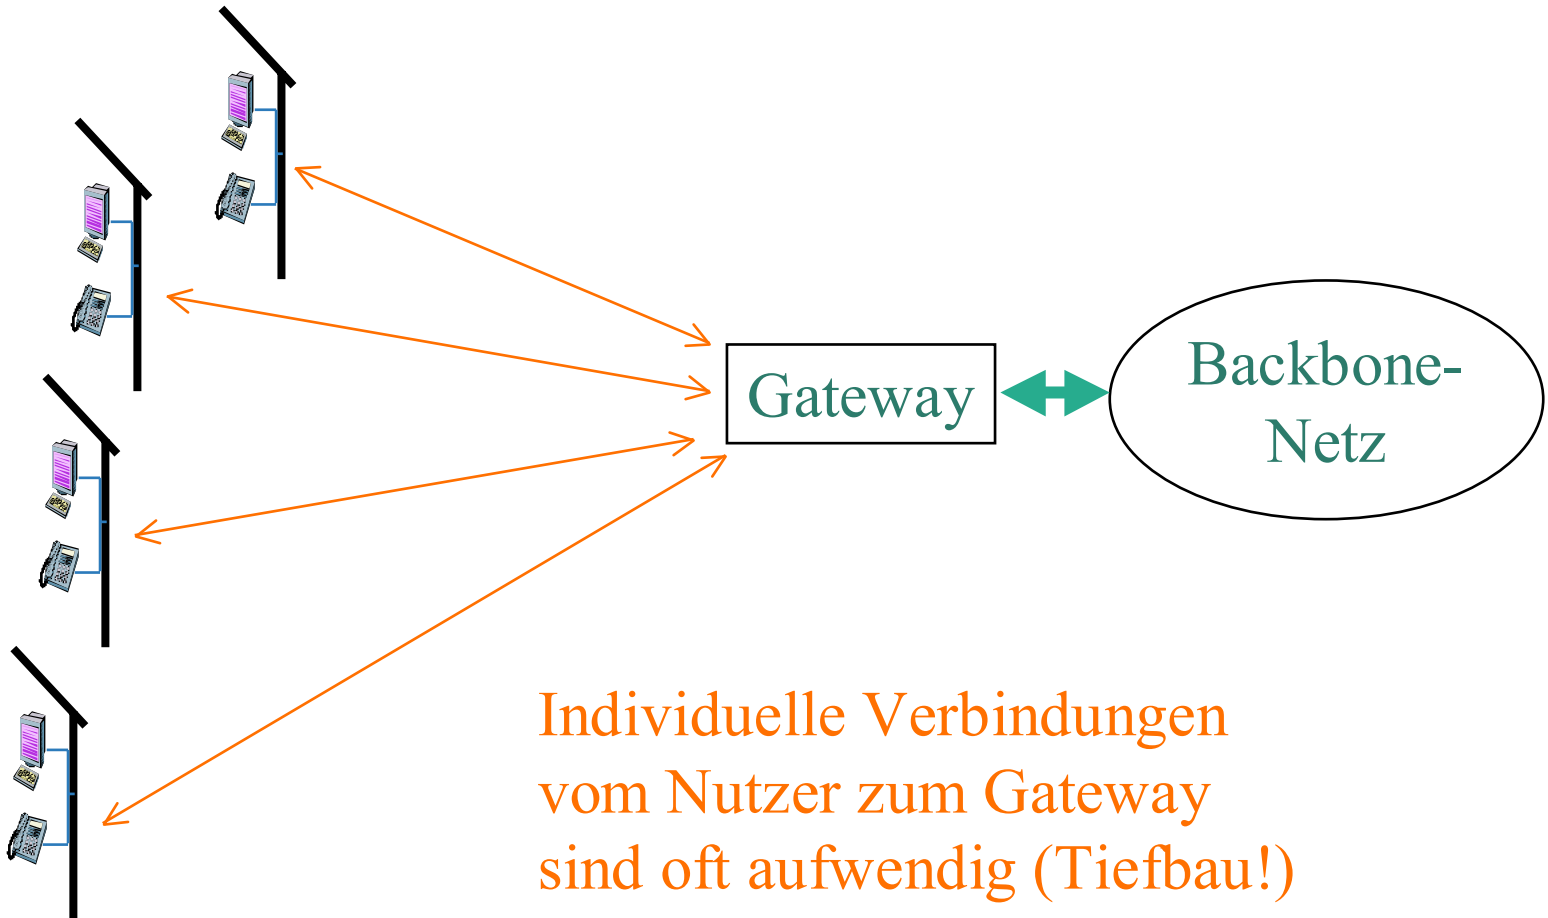 Gateway
Backbone-
Netz
Individuelle Verbindungen
vom Nutzer zum Gateway
sind oft aufwendig (Tiefbau!)